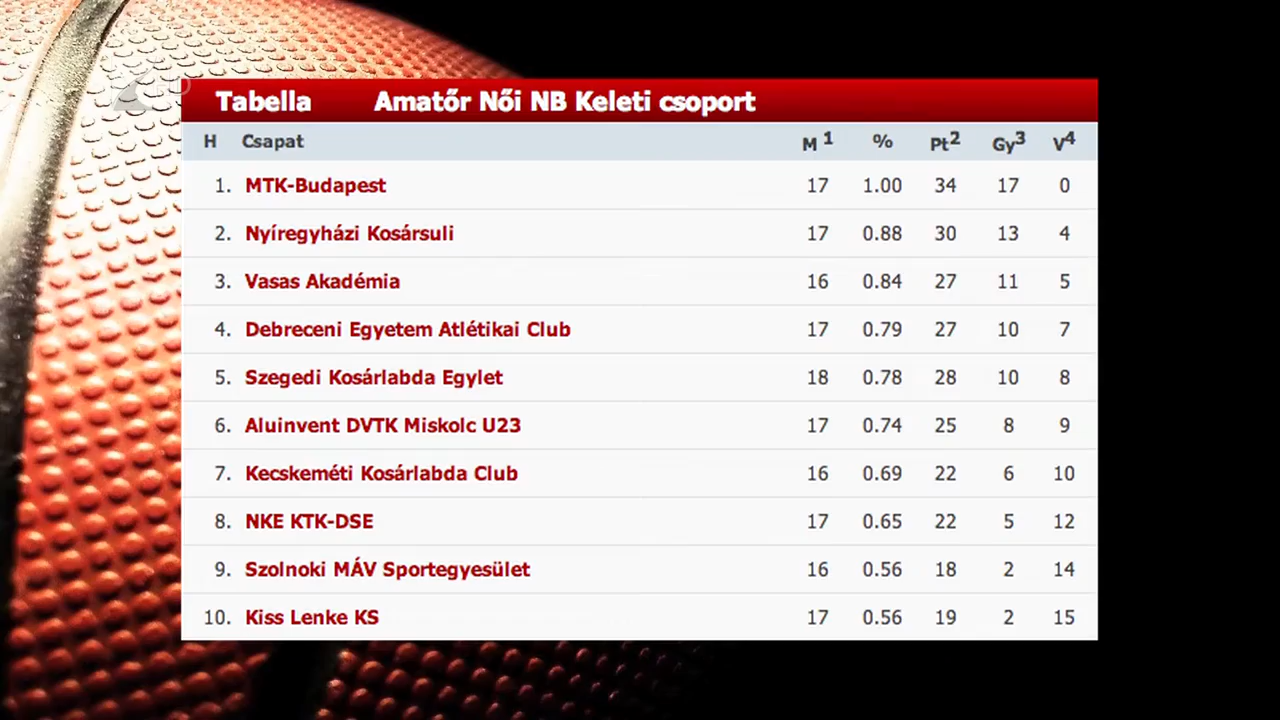 Tabella Amatőr Női NB Keleti csoport
H Csapat M 1 % Pt2 Gy3 V4
1. MTK-Budapest 17 1.00 34 17 0
2. Nyíregyházi Kosársuli 17 0.88 30 13 4
3. Vasas Akadémia 16 0.84 27 11 5
4. Debreceni Egyetem Atlétikai Club 17 0.79 27 10 7
5. Szegedi Kosárlabda Egylet 18 0.78 28 10 8
6. Aluinvent DVTK Miskolc U23 17 0.74 25 8 9
7. Kecskeméti Kosárlabda Club 16 0.69 22 6 10
8. NKE KTK-DSE 17 0.65 22 5 12
9. Szolnoki MÁV Sportegyesület 16 0.56 18 2 14
10. Kiss Lenke KS 17 0.56 19 2 15